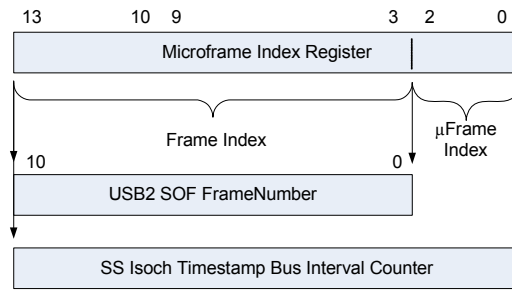 13 10 9 3 2 0
Microframe Index Register
Frame Index
μFrame
Index
10 0
USB2 SOF FrameNumber
SS Isoch Timestamp Bus Interval Counter